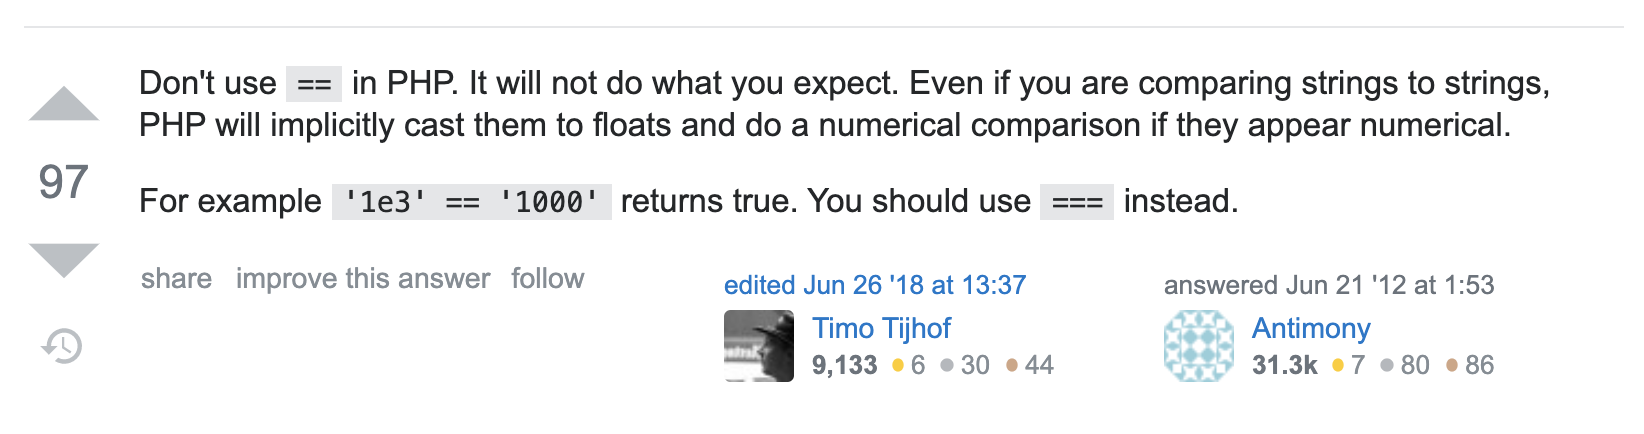 Don't use == in PHP. It will not do what you expect. Even if you are comparing strings to strings,
PHP will implicitly cast them to floats and do a numerical comparison if they appear numerical.
97
For example '1e3' == '1000' returns true. You should use === instead.
share improve this answer follow
edited Jun 26 '18 at 13:37
Timo Tijhof
9,133 6 30 44
answered Jun 21 '12 at 1:53
Antimony
31.3k 7 80 86